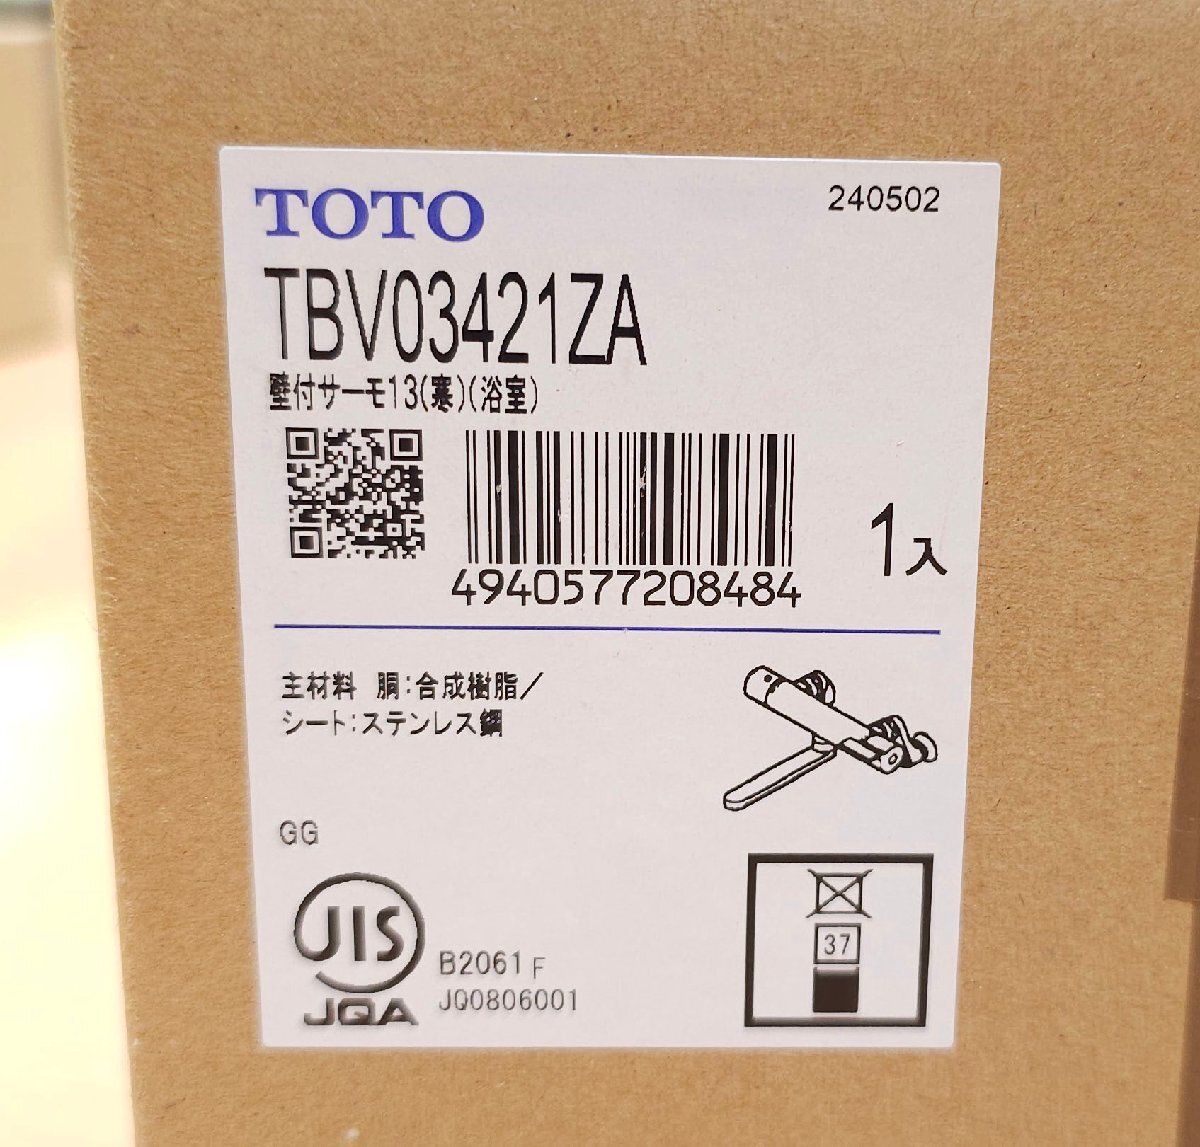 TOTO
240502
TBV03421ZA
壁付サーモ13(寒)(浴室)
4940577208484
1入
主材料 胴:合成樹脂/
シート:ステンレス鋼
GG
JIS
JQA
B2061 F
JQ0806001
37